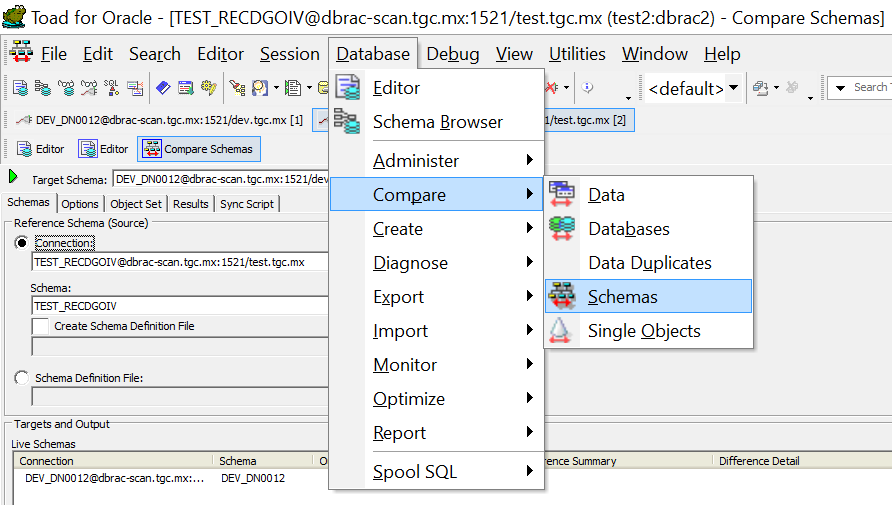 Toad for Oracle - [TEST_RECDGOIV@dbrac-scan.tgc.mx:1521/test.tgc.mx (test2:dbrac2) - Compare Schemas]
File Edit Search Editor Session Database Debug View Utilities Window Help
SQL <default> Search T
DEV_DN0012@dbrac-scan.tgc.mx:1521/dev.tgc.mx [1] 1/test.tgc.mx [2]
Editor Editor Compare Schemas
Target Schema: DEV_DN0012@dbrac-scan.tgc.mx:1521/dev
Schemas Options Object Set Results Sync Script
Reference Schema (Source)
Connection:
TEST_RECDGOIV@dbrac-scan.tgc.mx:1521/test.tgc.mx
Schema:
TEST_RECDGOIV
Create Schema Definition File
Schema Definition File:
Targets and Output
Live Schemas
Connection Schema O rence Summary Difference Detail
DEV_DN0012@dbrac-scan.tgc.mx:... DEV_DN0012
Editor
Schema Browser
Administer
Compare
Create
Diagnose
Export
Import
Monitor
Optimize
Report
Spool SQL
Data
Databases
Data Duplicates
Schemas
Single Objects